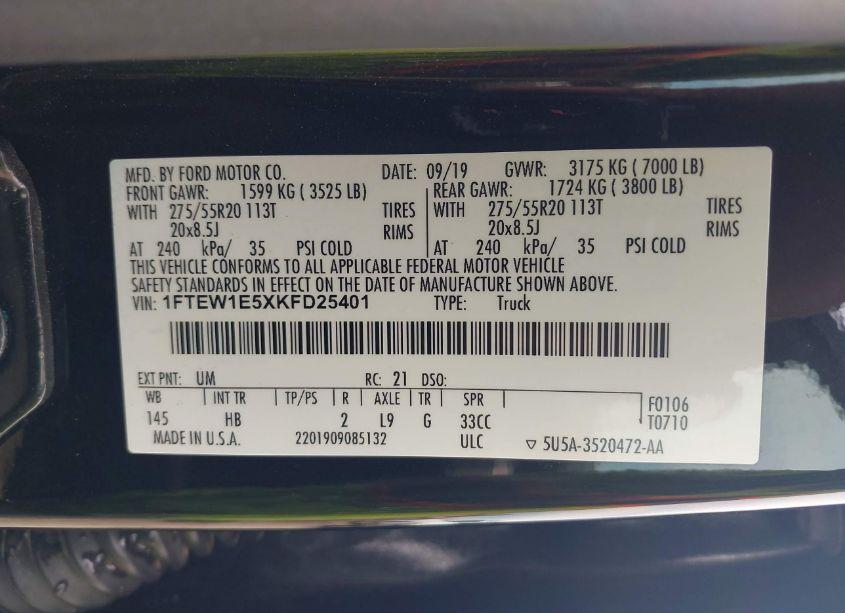 MFD. BY FORD MOTOR CO. DATE: 09/19 GVWR: 3175 KG ( 7000 LB)
FRONT GAWR: 1599 KG ( 3525 LB) REAR GAWR: 1724 KG ( 3800 LB)
WITH 275/55R20 113T TIRES WITH 275/55R20 113T TIRES
20x8.5J RIMS 20x8.5J RIMS
AT 240 kPa/ 35 PSI COLD AT 240 kPa/ 35 PSI COLD
THIS VEHICLE CONFORMS TO ALL APPLICABLE FEDERAL MOTOR VEHICLE
SAFETY STANDARDS IN EFFECT ON THE DATE OF MANUFACTURE SHOWN ABOVE.
VIN: 1FTEW1E5XKFD25401 TYPE: Truck
EXT PNT: UM RC: 21 DSO:
WB INT TR TP/PS R AXLE TR SPR F0106
145 HB 2 L9 G 33CC T0710
MADE IN U.S.A. 2201909085132 ULC ▽ 5U5A-3520472-AA